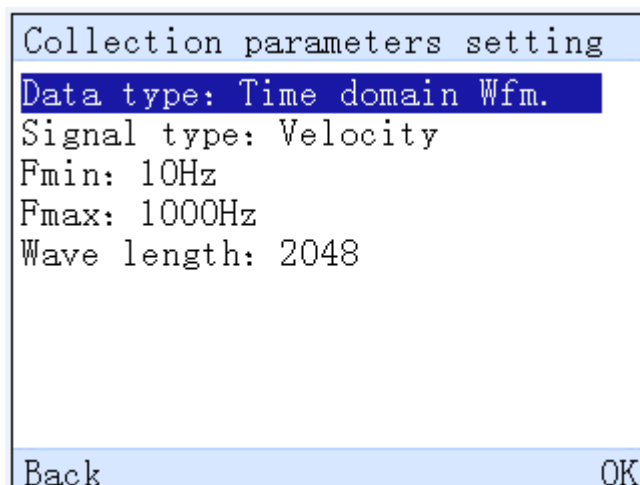 Collection parameters setting
Data type: Time domain Wfm.
Signal type: Velocity
Fmin: 10Hz
Fmax: 1000Hz
Wave length: 2048
Back OK